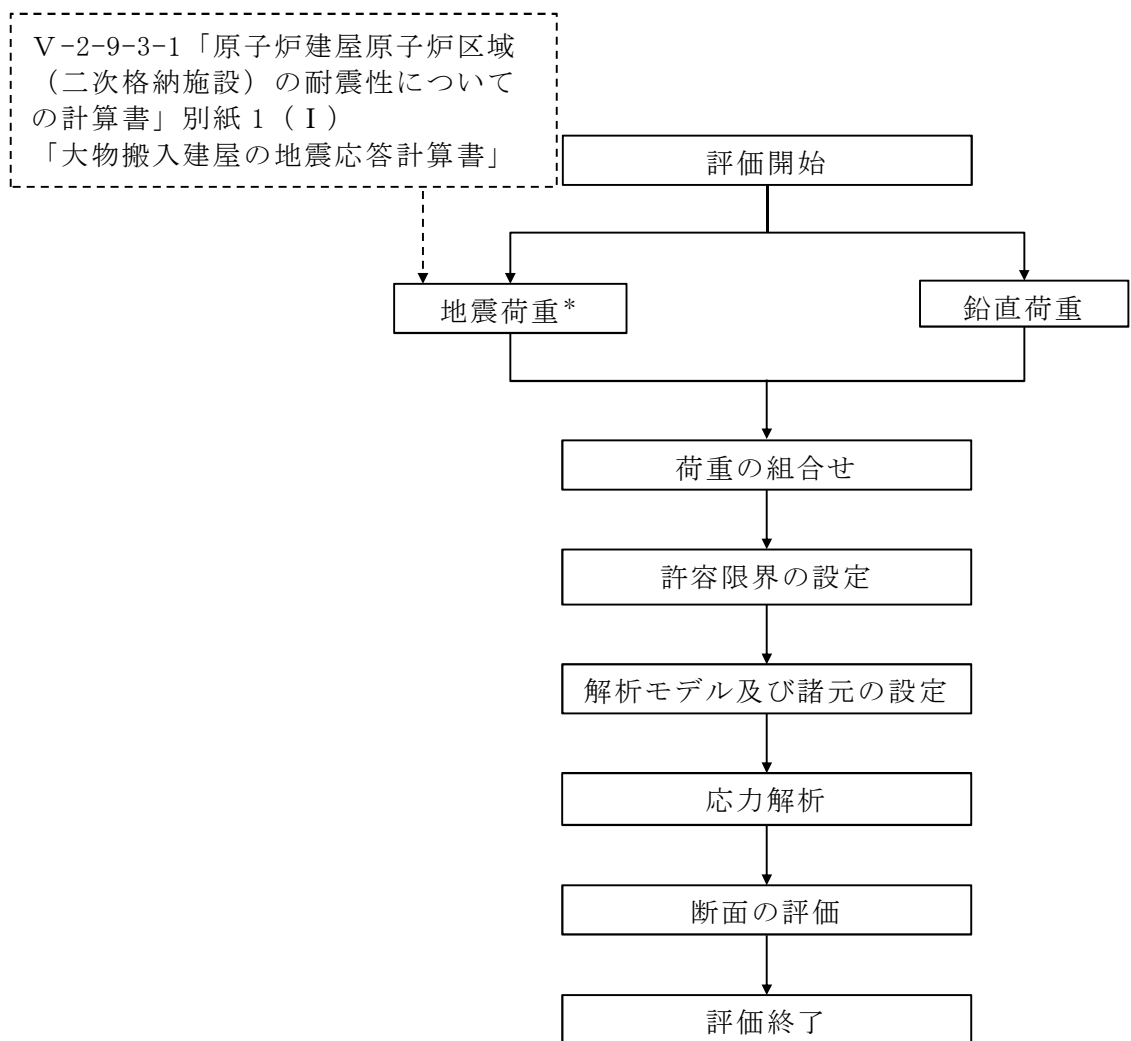 Ⅴ-2-9-3-1「原子炉建屋原子炉区域
（二次格納施設）の耐震性について
の計算書」別紙1（Ⅰ）
「大物搬入建屋の地震応答計算書」
評価開始
地震荷重*
鉛直荷重
荷重の組合せ
許容限界の設定
解析モデル及び諸元の設定
応力解析
断面の評価
評価終了